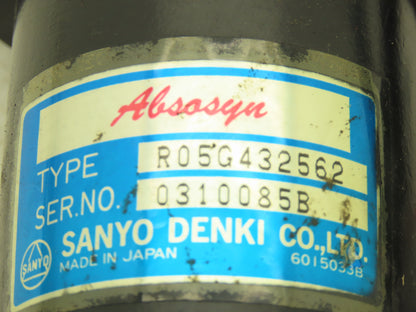 Absosyn
TYPE R05G432562
SER.NO. 0310085B
SANYO DENKI CO.,LTD.
SANYO MADE IN JAPAN 6015033B